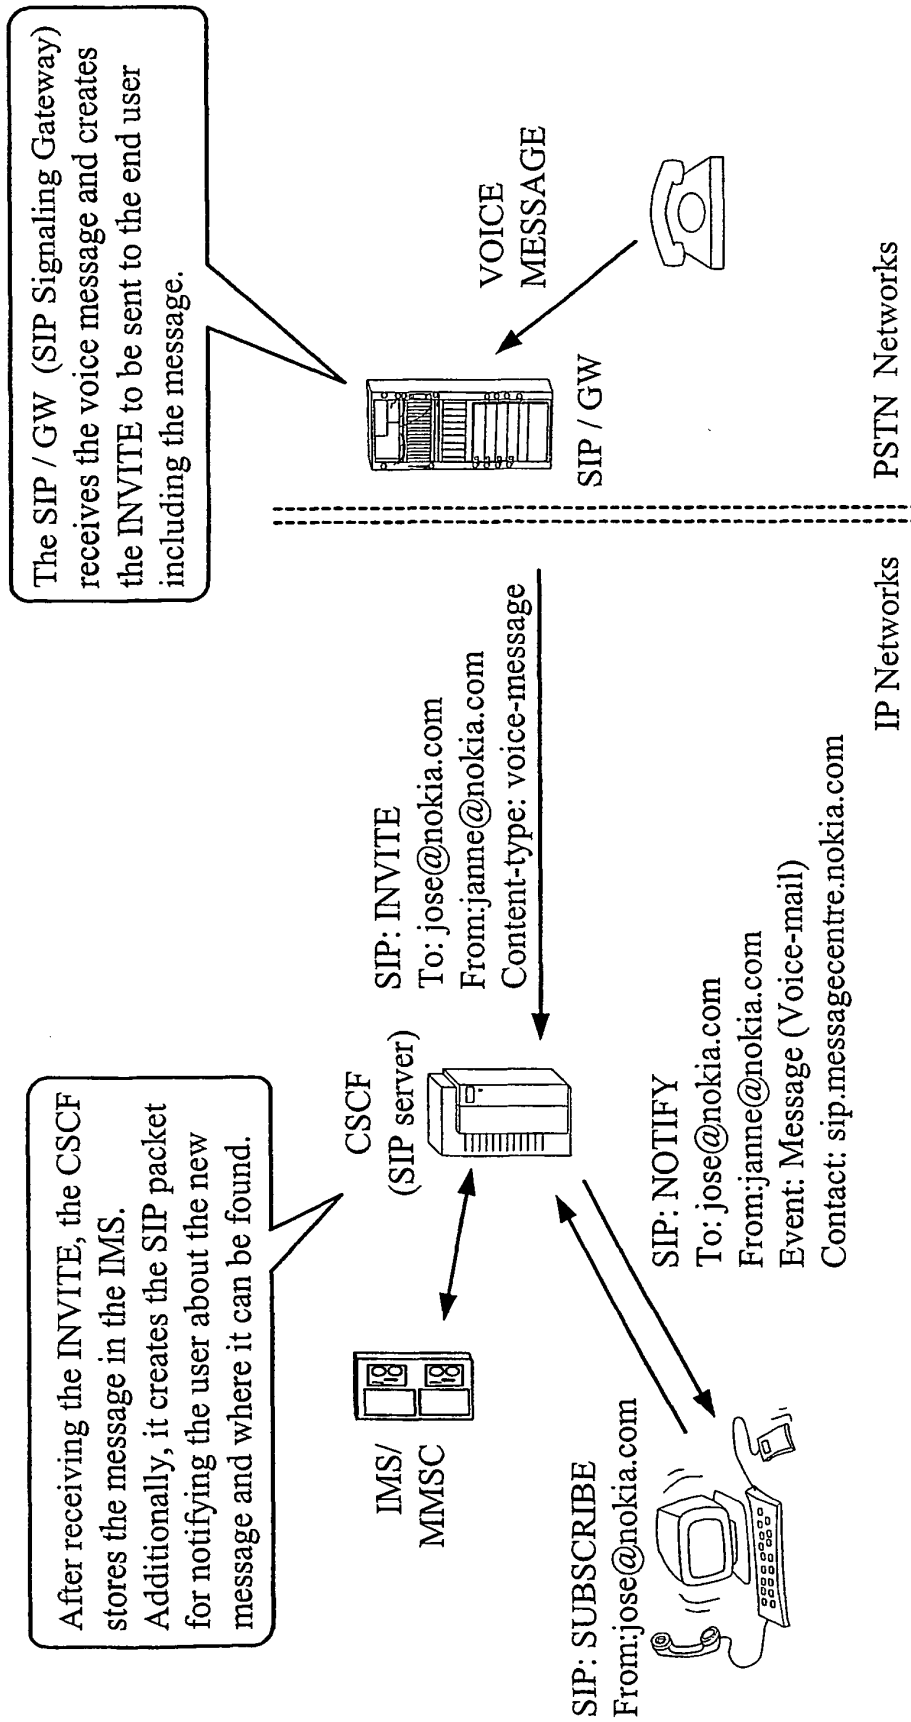 After receiving the INVITE, the CSCF
stores the message in the IMS.
Additionally, it creates the SIP packet
for notifying the user about the new
message and where it can be found.
The SIP / GW (SIP Signaling Gateway)
receives the voice message and creates
the INVITE to be sent to the end user
including the message.
IMS/
MMSC
CSCF
(SIP server)
SIP: INVITE
To: jose@nokia.com
From:janne@nokia.com
Content-type: voice-message
SIP / GW
VOICE
MESSAGE
SIP: SUBSCRIBE
From:jose@nokia.com
SIP: NOTIFY
To: jose@nokia.com
From:janne@nokia.com
Event: Message (Voice-mail)
Contact: sip.messagecentre.nokia.com
IP Networks
PSTN Networks